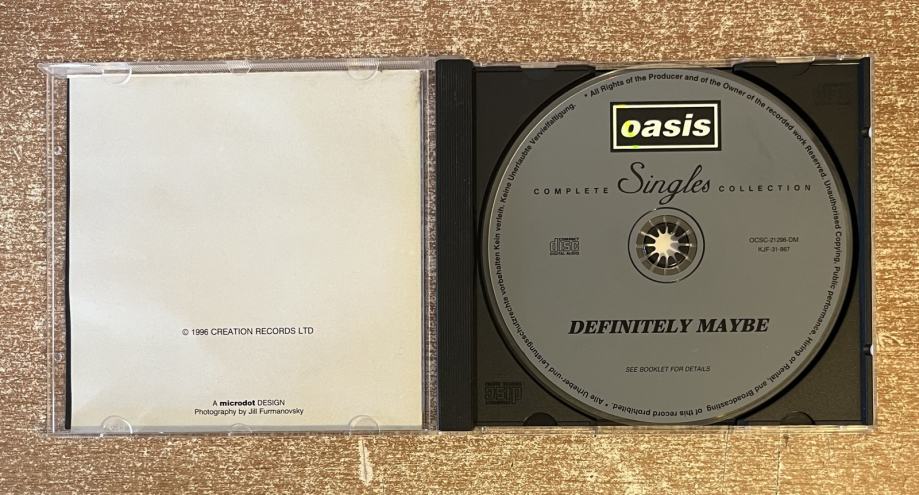 © 1996 CREATION RECORDS LTD
A microdot DESIGN
Photography by Jill Furmanovsky
oasis
COMPLETE Singles COLLECTION
COMPACT
disc
DIGITAL AUDIO
OCSC-21296-DM
KJF-31-867
DEFINITELY MAYBE
SEE BOOKLET FOR DETAILS
* All Rights of the Producer and of the Owner of the recorded work Reserved. Unauthorised Copying, Public performance, Hiring or Rental, and Broadcasting of this record prohibited. * Alle Urheber-und Leistungsschutzrechte vorbehalten Kein verleih. Keine Unerlaubte Vervielfaltigung.
disc